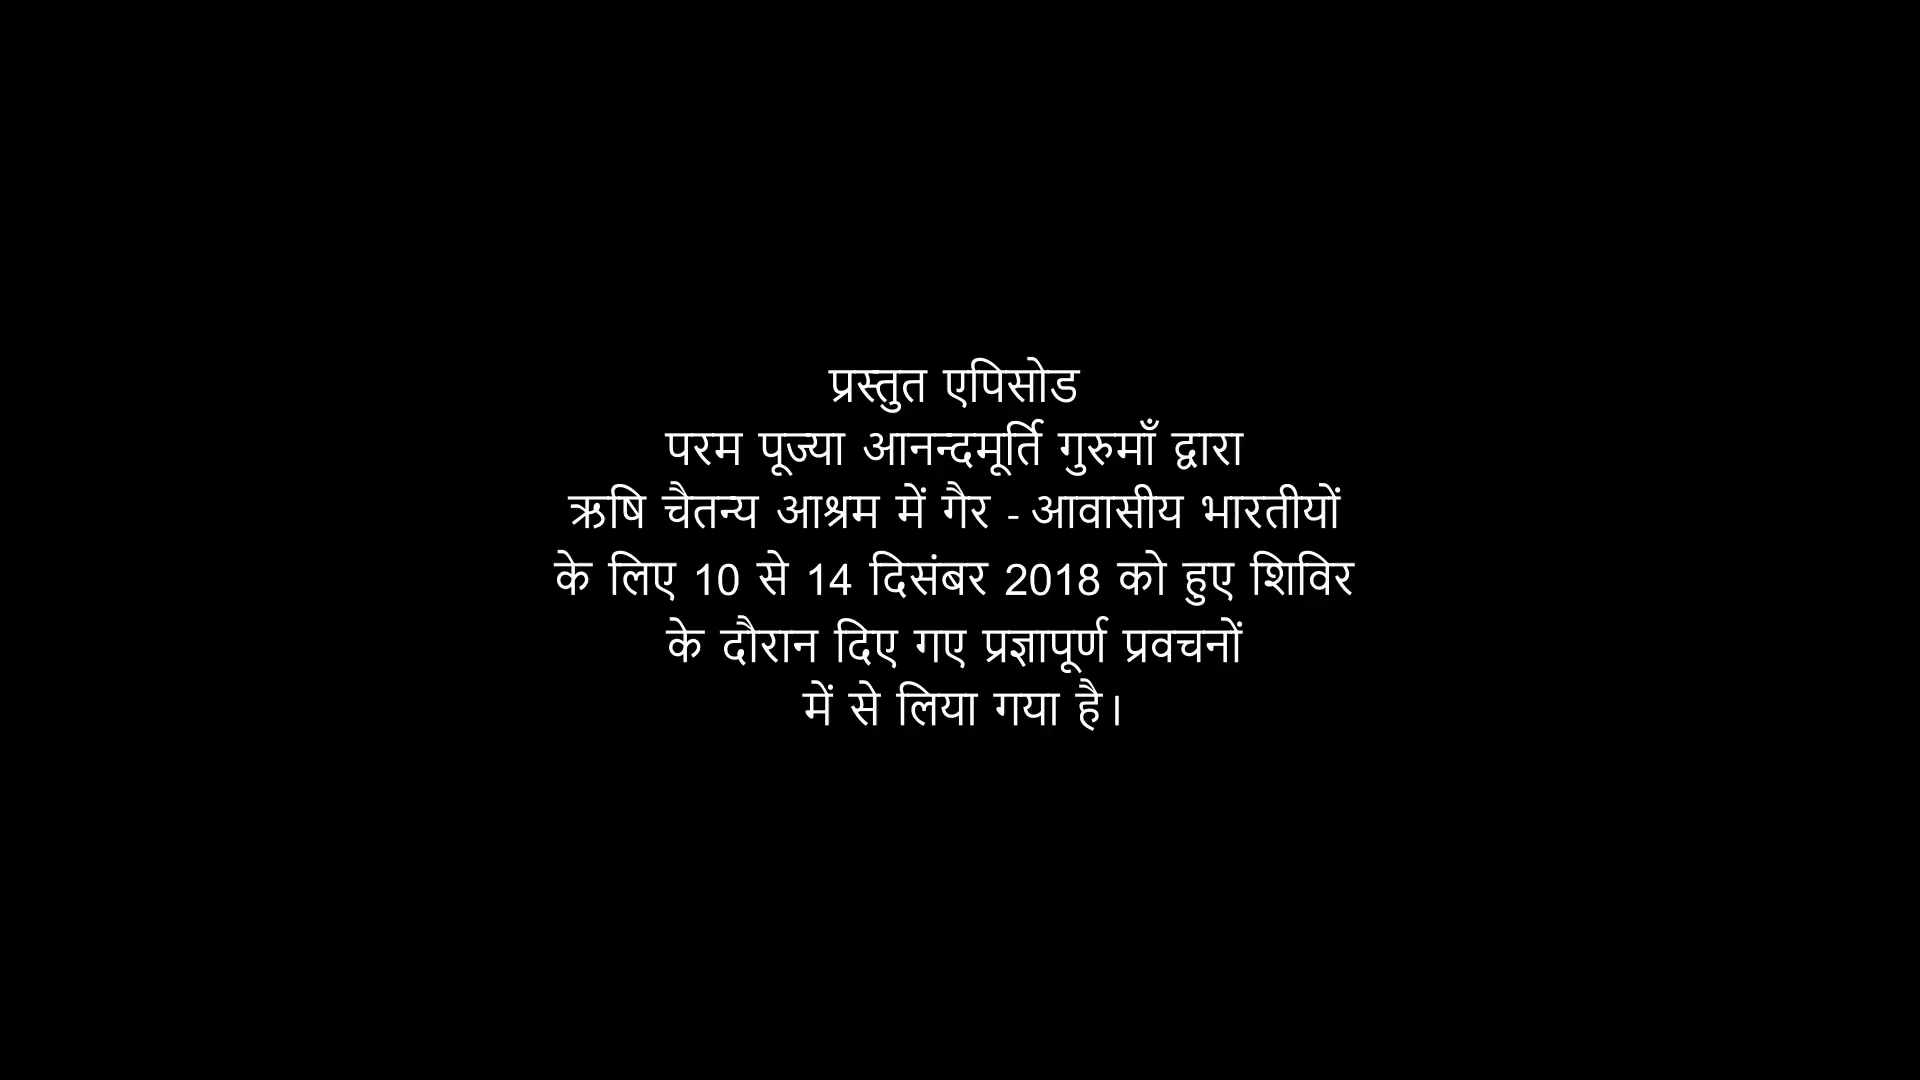 प्रस्तुत एपिसोड
परम पूज्या आनन्दमूर्ति गुरुमाँ द्वारा
ऋषि चैतन्य आश्रम में गैर - आवासीय भारतीयों
के लिए 10 से 14 दिसंबर 2018 को हुए शिविर
के दौरान दिए गए प्रज्ञापूर्ण प्रवचनों
में से लिया गया है।